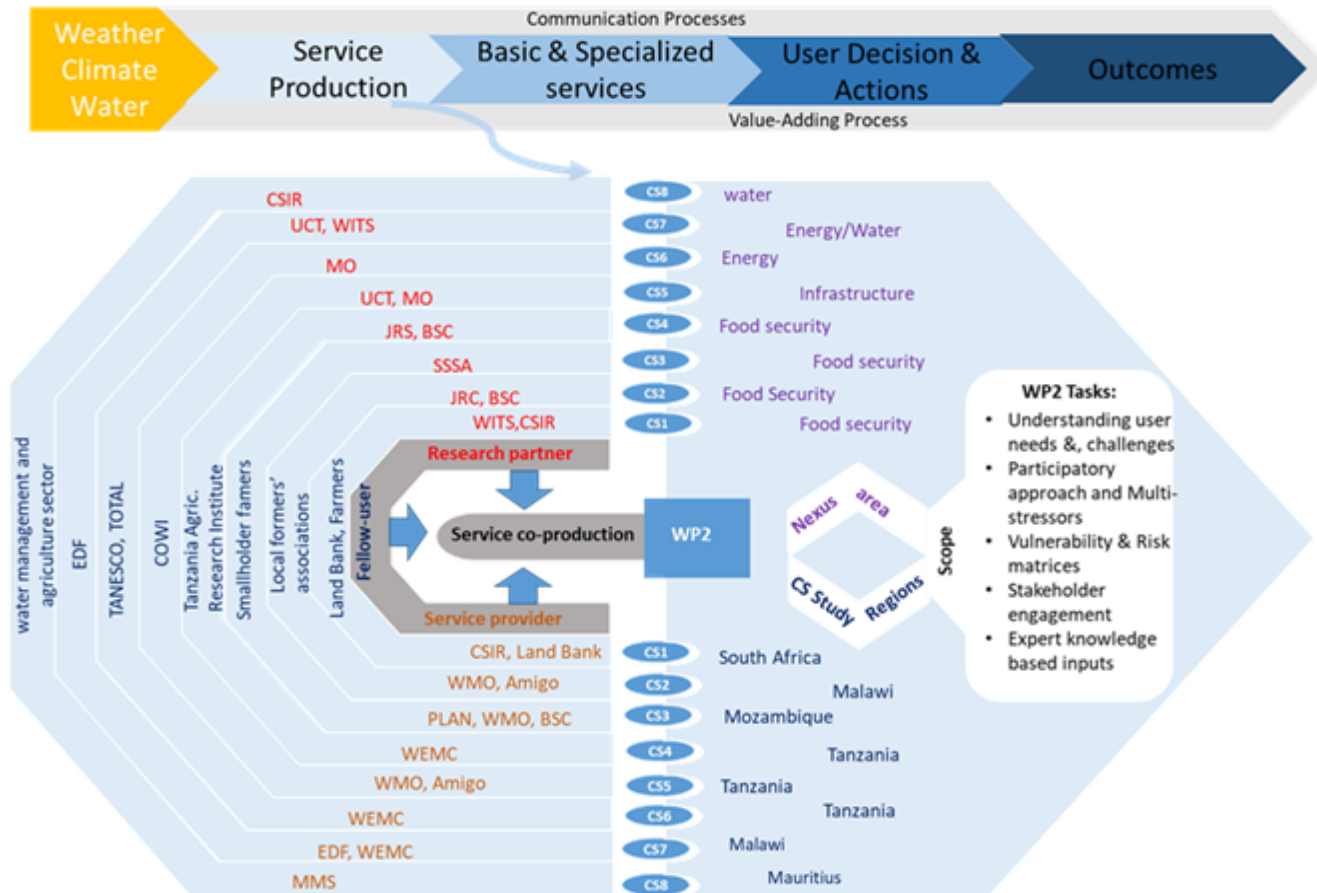 Communication Processes
Weather
Climate
Water
Service
Production
Basic & Specialized
services
User Decision &
Actions
Outcomes
Value-Adding Process
CSIR
UCT, WITS
MO
UCT, MO
JRS, BSC
SSSA
JRC, BSC
WITS,CSIR
Research partner
CS8
water
CS7
Energy/Water
CS6
Energy
CS5
Infrastructure
CS4
Food security
CS3
Food security
CS2
Food Security
CS1
Food security
water management and
agriculture sector
EDF
TANESCO, TOTAL
COWI
Tanzania Agric.
Research Institute
Smallholder famers
Local formers'
associations
Land Bank, Farmers
Fellow-user
Service co-production
WP2
Nexus area
CS Study Regions
Scope
WP2 Tasks:
• Understanding user
needs &, challenges
• Participatory
approach and Multi-
stressors
• Vulnerability & Risk
matrices
• Stakeholder
engagement
• Expert knowledge
based inputs
Service provider
CSIR, Land Bank
WMO, Amigo
PLAN, WMO, BSC
WEMC
WMO, Amigo
WEMC
EDF, WEMC
MMS
CS1
South Africa
CS2
Malawi
CS3
Mozambique
CS4
Tanzania
CS5
Tanzania
CS6
Tanzania
CS7
Malawi
CS8
Mauritius